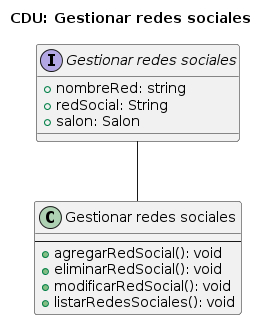 CDU: Gestionar redes sociales
I Gestionar redes sociales
nombreRed: string
redSocial: String
salon: Salon
C Gestionar redes sociales
agregarRedSocial(): void
eliminarRedSocial(): void
modificarRedSocial(): void
listarRedesSociales(): void